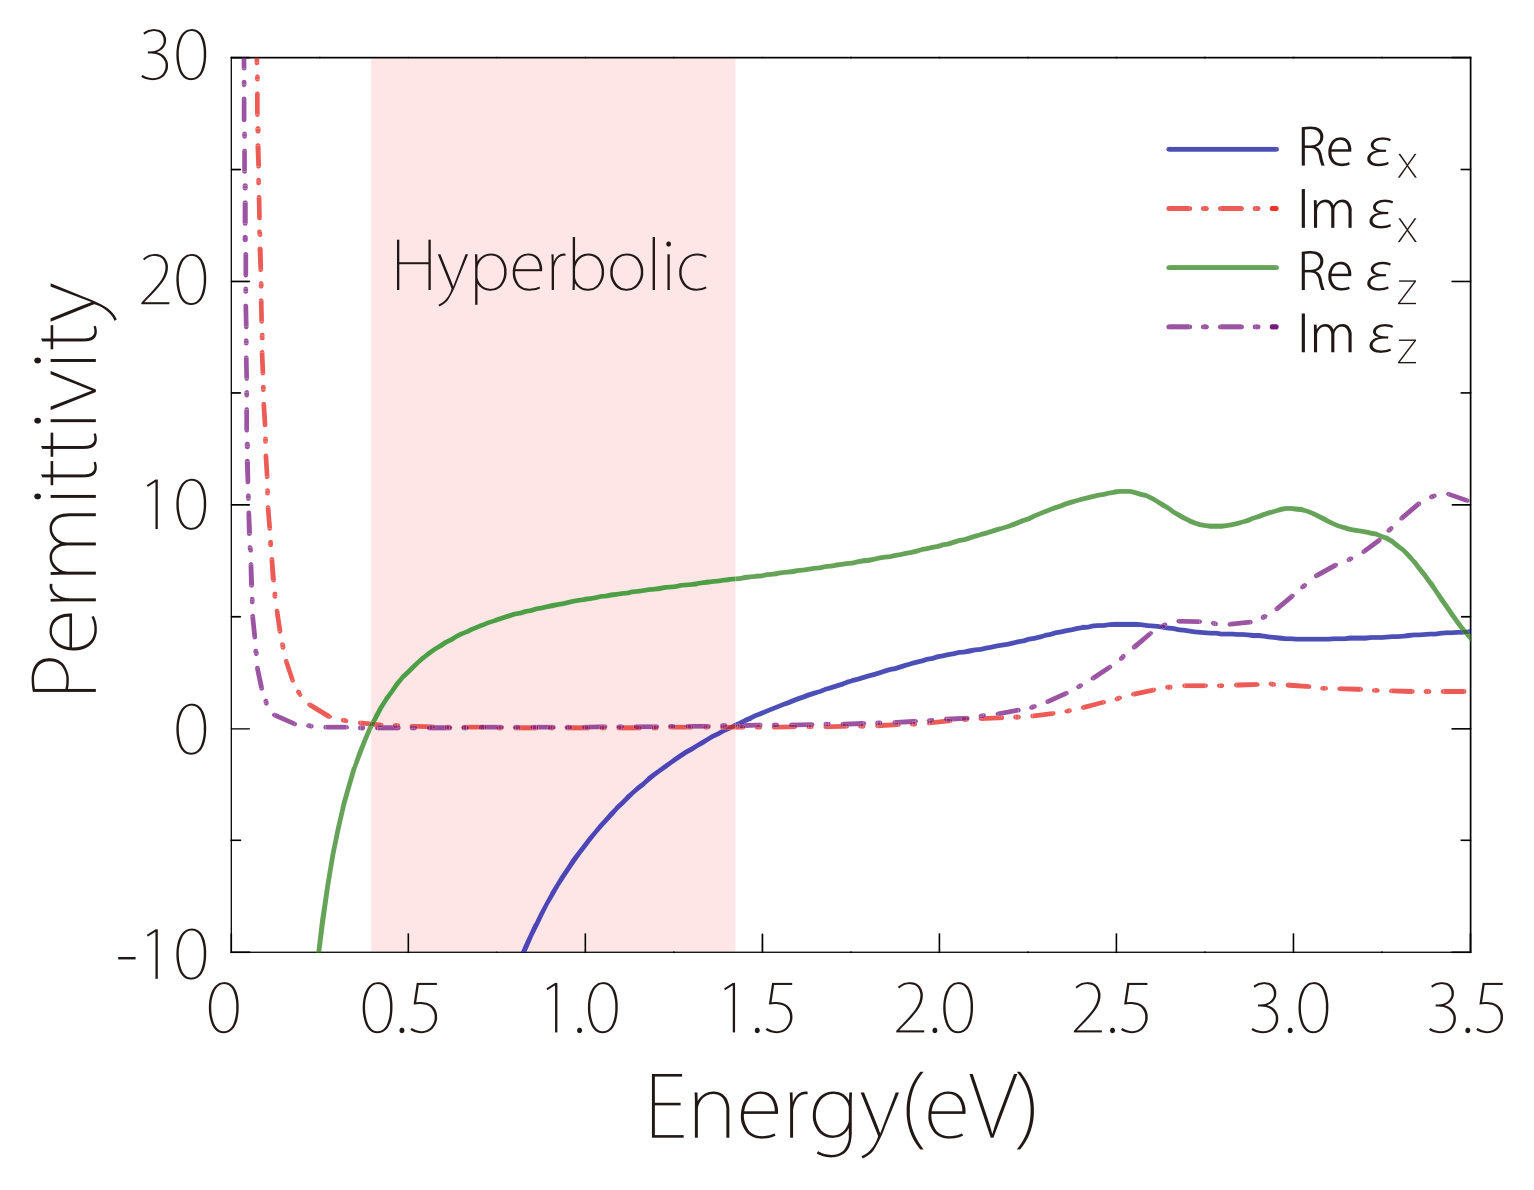 30
20
10
0
-10
Permittivity
Hyperbolic
Re εX
Im εX
Re εZ
Im εZ
0 0.5 1.0 1.5 2.0 2.5 3.0 3.5
Energy(eV)